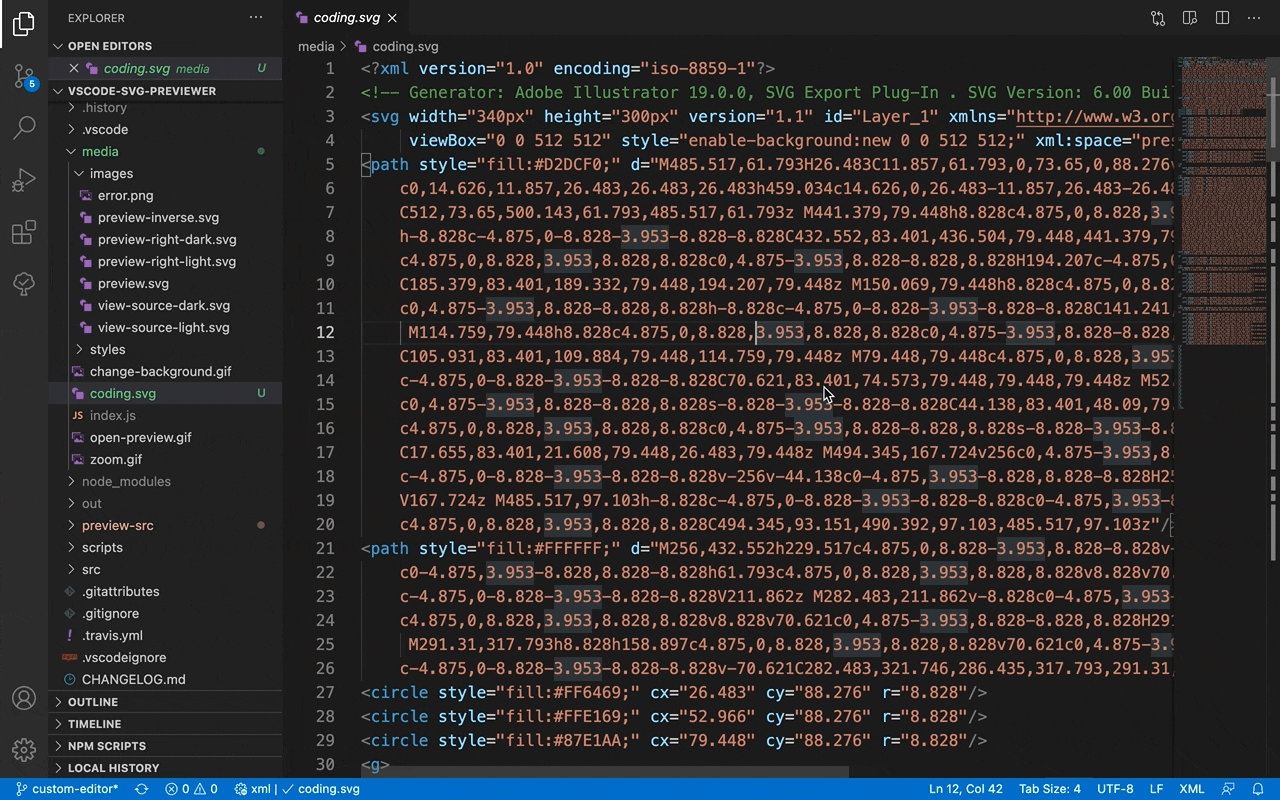 EXPLORER
OPEN EDITORS
coding.svg media U
VSCODE-SVG-PREVIEWER
.history
.vscode
media
images
error.png
preview-inverse.svg
preview-right-dark.svg
preview-right-light.svg
preview.svg
view-source-dark.svg
view-source-light.svg
styles
change-background.gif
coding.svg U
JS index.js
open-preview.gif
zoom.gif
node_modules
out
preview-src
scripts
src
.gitattributes
.gitignore
! .travis.yml
.vscodeignore
CHANGELOG.md
OUTLINE
TIMELINE
NPM SCRIPTS
LOCAL HISTORY
5
coding.svg
media > coding.svg
1 <?xml version="1.0" encoding="iso-8859-1"?>
2 <!-- Generator: Adobe Illustrator 19.0.0, SVG Export Plug-In . SVG Version: 6.00 Buil
3 <svg width="340px" height="300px" version="1.1" id="Layer_1" xmlns="http://www.w3.org
4 viewBox="0 0 512 512" style="enable-background:new 0 0 512 512;" xml:space="pres
5 <path style="fill:#D2DCF0;" d="M485.517,61.793H26.483C11.857,61.793,0,73.65,0,88.276v
6 c0,14.626,11.857,26.483,26.483,26.483h459.034c14.626,0,26.483-11.857,26.483-26.48
7 C512,73.65,500.143,61.793,485.517,61.793z M441.379,79.448h8.828c4.875,0,8.828,3.9
8 h-8.828c-4.875,0-8.828-3.953-8.828-8.828C432.552,83.401,436.504,79.448,441.379,79
9 c4.875,0,8.828,3.953,8.828,8.828c0,4.875-3.953,8.828-8.828,8.828H194.207c-4.875,
10 C185.379,83.401,189.332,79.448,194.207,79.448z M150.069,79.448h8.828c4.875,0,8.82
11 c0,4.875-3.953,8.828-8.828,8.828h-8.828c-4.875,0-8.828-3.953-8.828-8.828C141.241,
12 M114.759,79.448h8.828c4.875,0,8.828,3.953,8.828,8.828c0,4.875-3.953,8.828-8.828,
13 C105.931,83.401,109.884,79.448,114.759,79.448z M79.448,79.448c4.875,0,8.828,3.953
14 c-4.875,0-8.828-3.953-8.828-8.828C70.621,83.401,74.573,79.448,79.448,79.448z M52.
15 c0,4.875-3.953,8.828-8.828,8.828s-8.828-3.953-8.828-8.828C44.138,83.401,48.09,79.
16 c4.875,0,8.828,3.953,8.828,8.828c0,4.875-3.953,8.828-8.828,8.828s-8.828-3.953-8.8
17 C17.655,83.401,21.608,79.448,26.483,79.448z M494.345,167.724v256c0,4.875-3.953,8.
18 c-4.875,0-8.828-3.953-8.828-8.828v-256v-44.138c0-4.875,3.953-8.828,8.828-8.828H25
19 V167.724z M485.517,97.103h-8.828c-4.875,0-8.828-3.953-8.828-8.828c0-4.875,3.953-8
20 c4.875,0,8.828,3.953,8.828,8.828C494.345,93.151,490.392,97.103,485.517,97.103z"/
21 <path style="fill:#FFFFFF;" d="M256,432.552h229.517c4.875,0,8.828-3.953,8.828-8.828v-
22 c0-4.875,3.953-8.828,8.828-8.828h61.793c4.875,0,8.828,3.953,8.828,8.828v8.828v70.
23 c-4.875,0-8.828-3.953-8.828-8.828V211.862z M282.483,211.862v-8.828c0-4.875,3.953-
24 c4.875,0,8.828,3.953,8.828,8.828v8.828v70.621c0,4.875-3.953,8.828-8.828,8.828H291
25 M291.31,317.793h8.828h158.897c4.875,0,8.828,3.953,8.828,8.828v70.621c0,4.875-3.9
26 c-4.875,0-8.828-3.953-8.828-8.828v-70.621C282.483,321.746,286.435,317.793,291.31,
27 <circle style="fill:#FF6469;" cx="26.483" cy="88.276" r="8.828"/>
28 <circle style="fill:#FFE169;" cx="52.966" cy="88.276" r="8.828"/>
29 <circle style="fill:#87E1AA;" cx="79.448" cy="88.276" r="8.828"/>
30 <g>
custom-editor* 0 0 xml | coding.svg Ln 12, Col 42 Tab Size: 4 UTF-8 LF XML